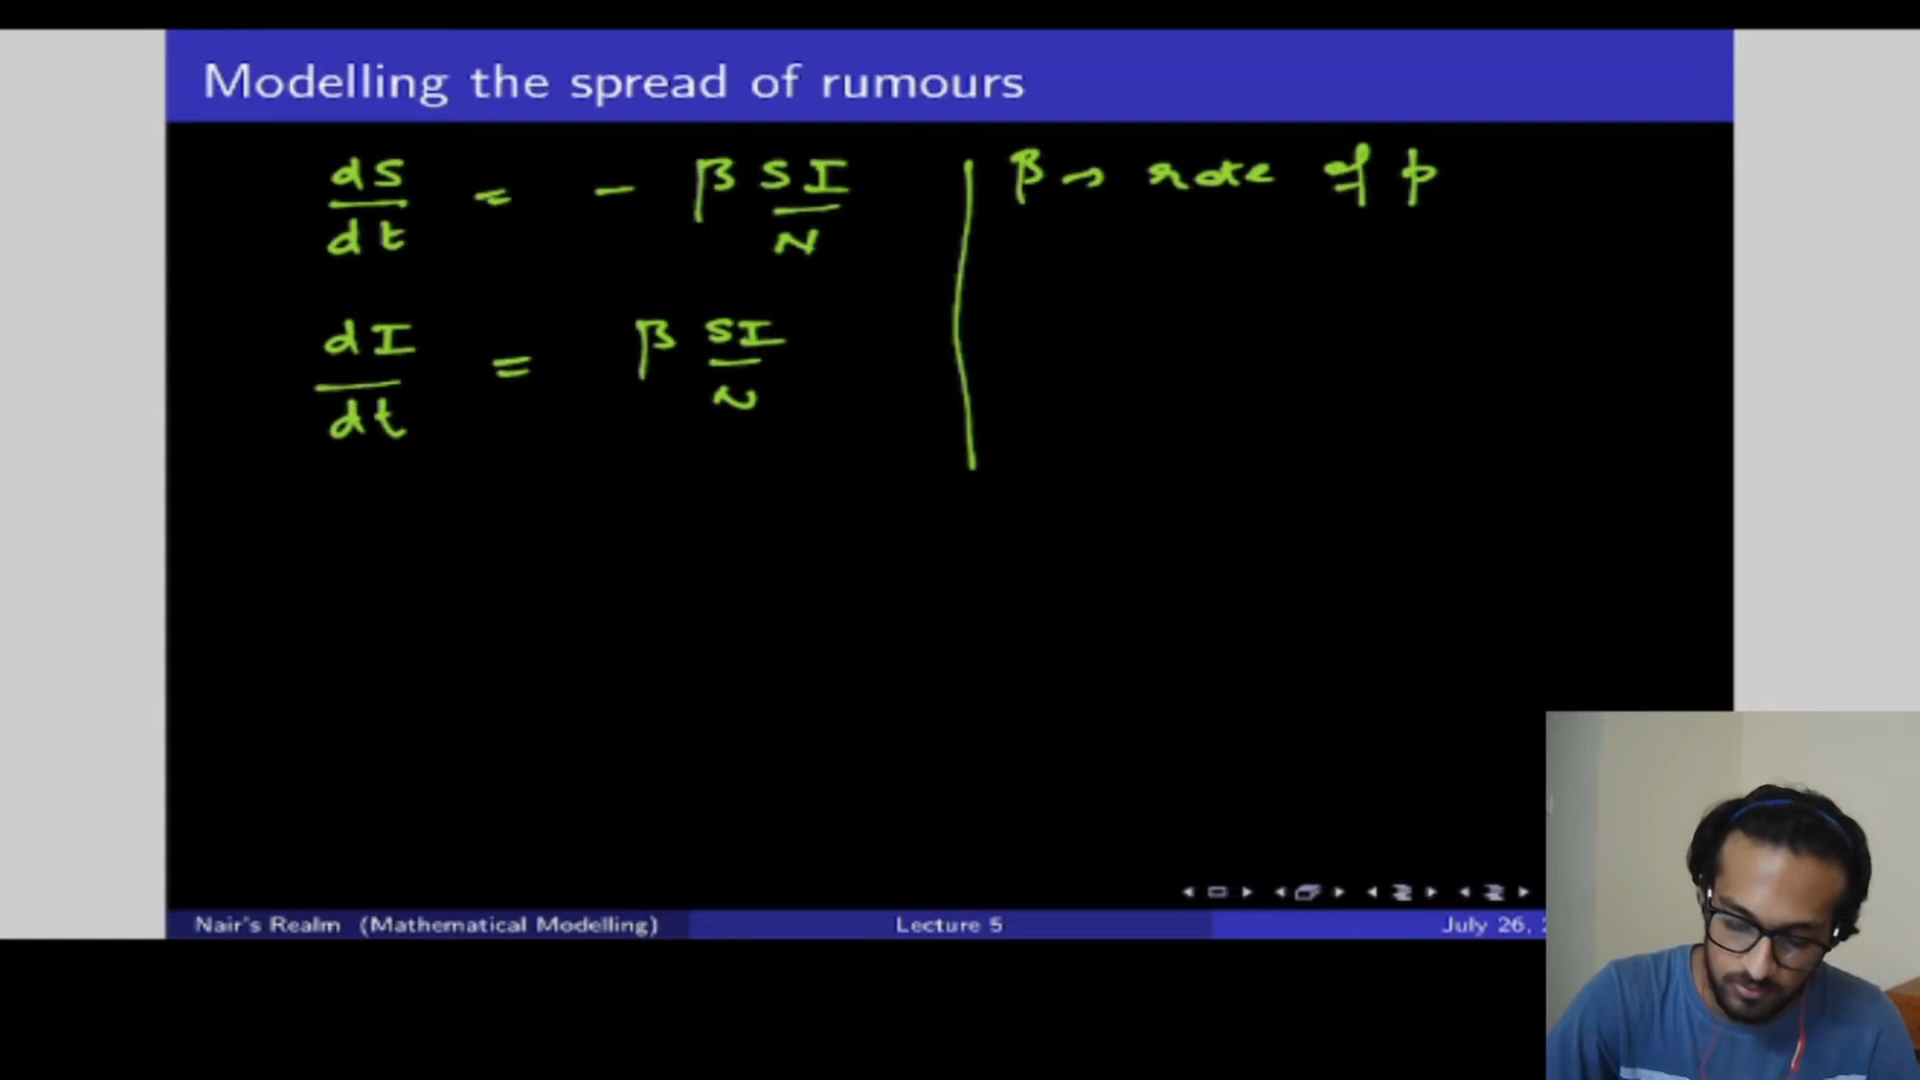 Modelling the spread of rumours
dS/dt = - β SI/N
β → rate of p
dI/dt = β SI/N
Nair's Realm (Mathematical Modelling)
Lecture 5
July 26,